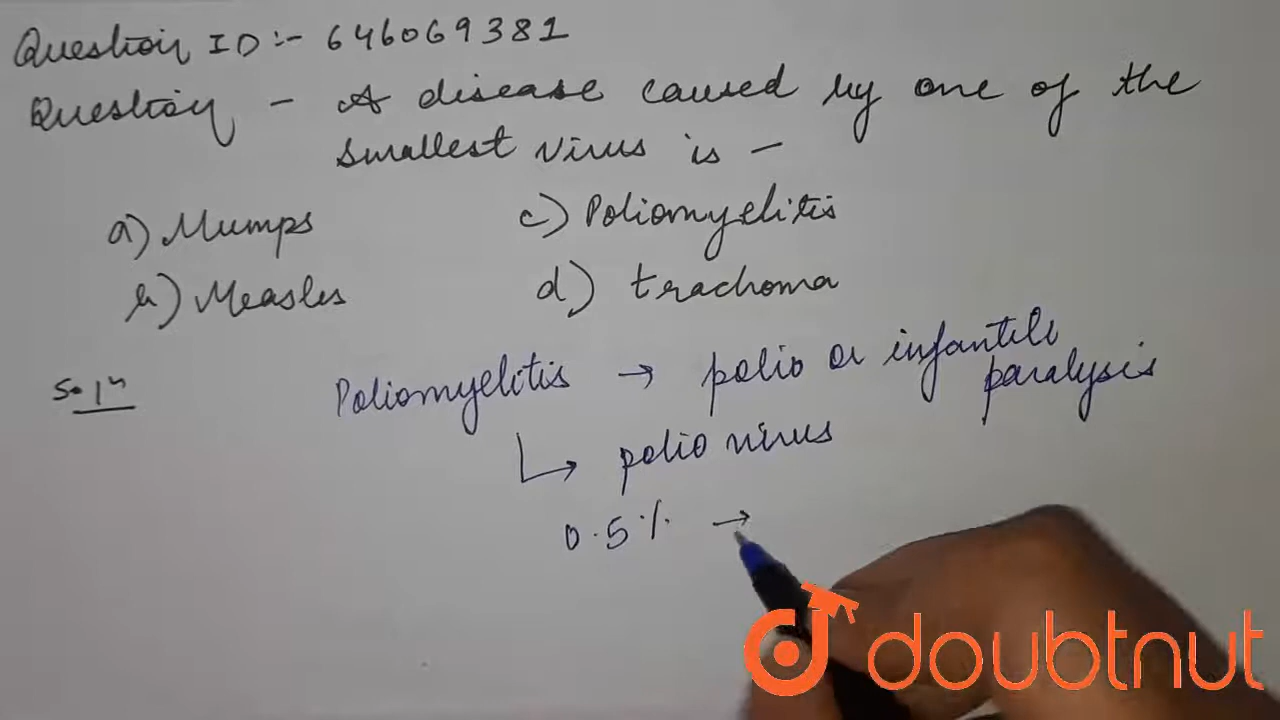 Question ID :- 646069381
Question - A disease caused by one of the
smallest virus is -
a) Mumps c) Poliomyelitis
b) Measles d) trachoma
Solⁿ Poliomyelitis → polio or infantile
paralysis
↳ polio virus
0.5% →
doubtnut